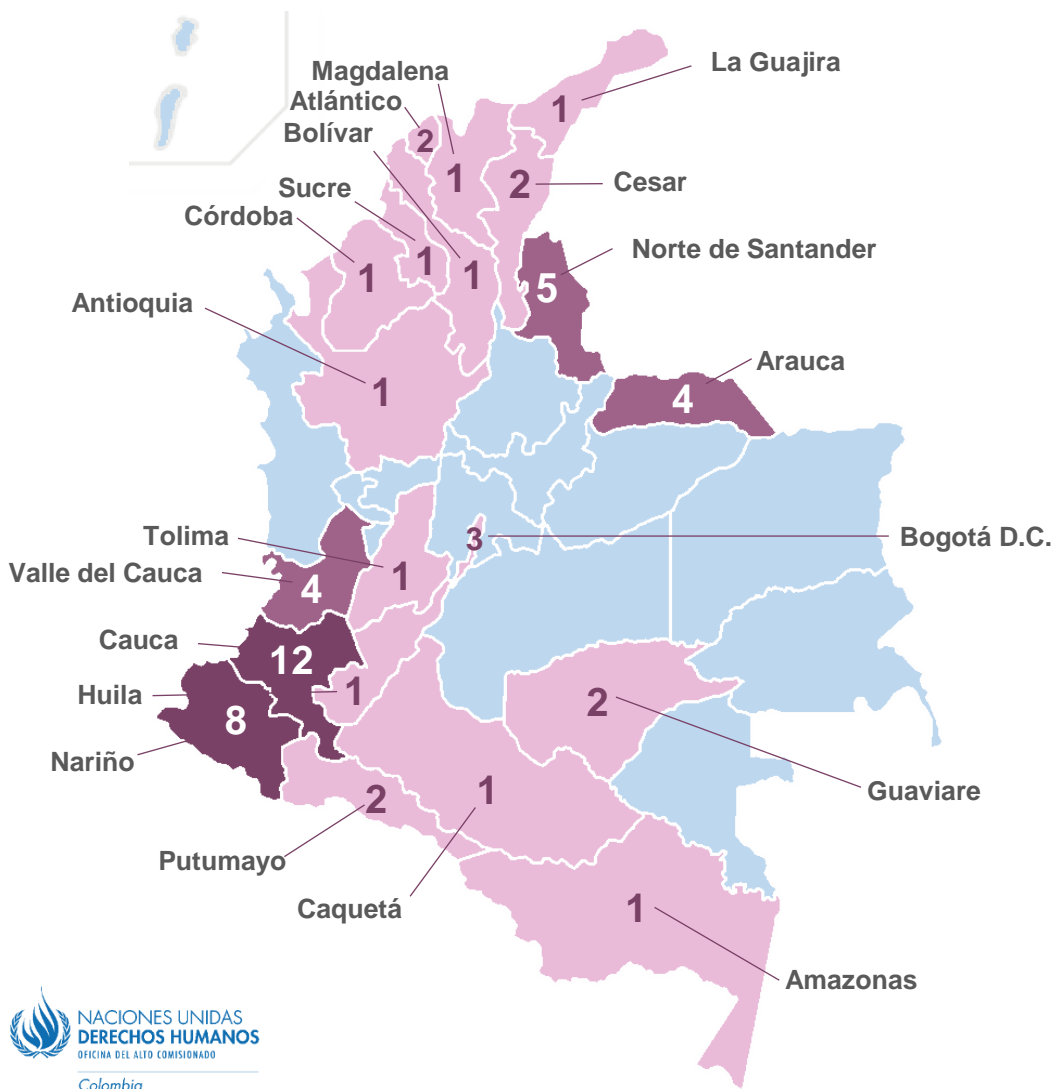 La Guajira
1
Magdalena
Atlántico
2
Bolívar
1
2
Cesar
Sucre
Córdoba
1
1
1
Norte de Santander
5
Antioquia
1
Arauca
4
3
Bogotá D.C.
Tolima
1
Valle del Cauca
4
Cauca
12
Huila
1
8
Nariño
2
Guaviare
2
Putumayo
1
Caquetá
1
Amazonas
NACIONES UNIDAS
DERECHOS HUMANOS
OFICINA DEL ALTO COMISIONADO
Colombia